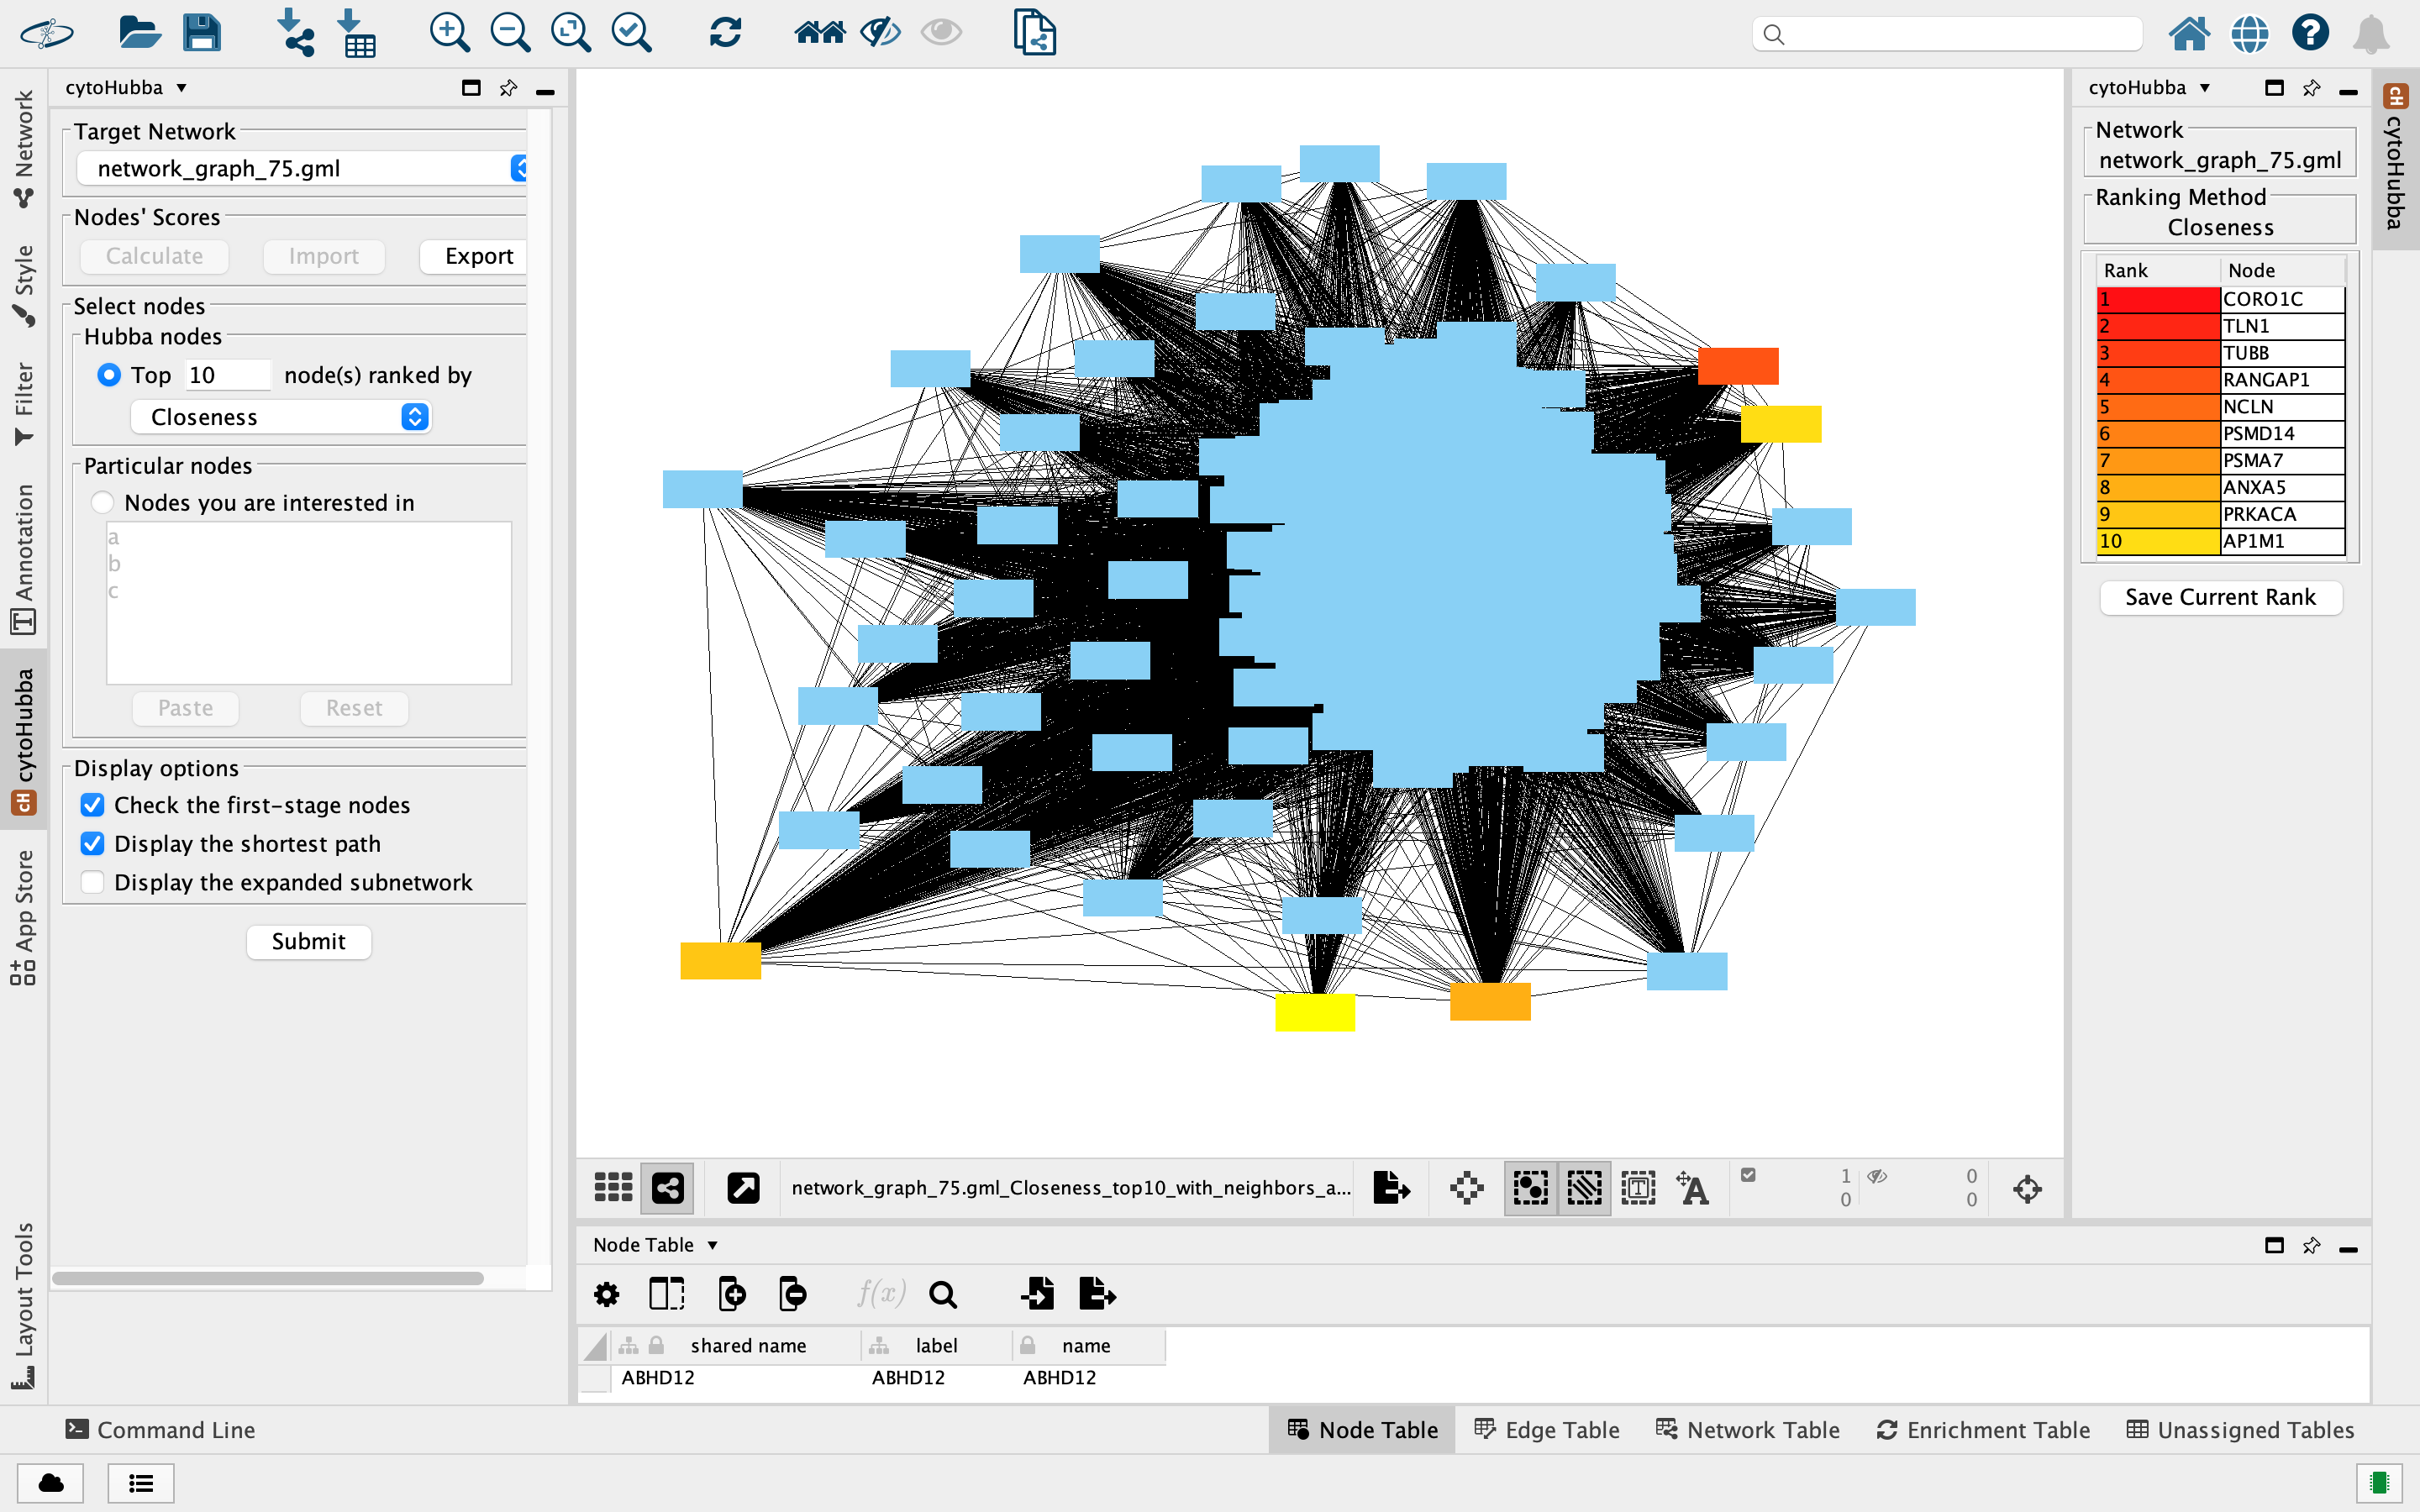 cytoHubba
Target Network
network_graph_75.gml
Nodes' Scores
Calculate Import Export
Select nodes
Hubba nodes
Top 10 node(s) ranked by
Closeness
Particular nodes
Nodes you are interested in
a
b
c
Paste Reset
Display options
Check the first-stage nodes
Display the shortest path
Display the expanded subnetwork
Submit
Network
Style
Filter
Annotation
cH cytoHubba
App Store
Layout Tools
network_graph_75.gml_Closeness_top10_with_neighbors_a...
T
A
1
0
0
0
Node Table
f(x)
shared name label name
ABHD12 ABHD12 ABHD12
cytoHubba
Network
network_graph_75.gml
Ranking Method
Closeness
Rank Node
1 CORO1C
2 TLN1
3 TUBB
4 RANGAP1
5 NCLN
6 PSMD14
7 PSMA7
8 ANXA5
9 PRKACA
10 AP1M1
Save Current Rank
cH cytoHubba
Command Line
Node Table Edge Table Network Table Enrichment Table Unassigned Tables